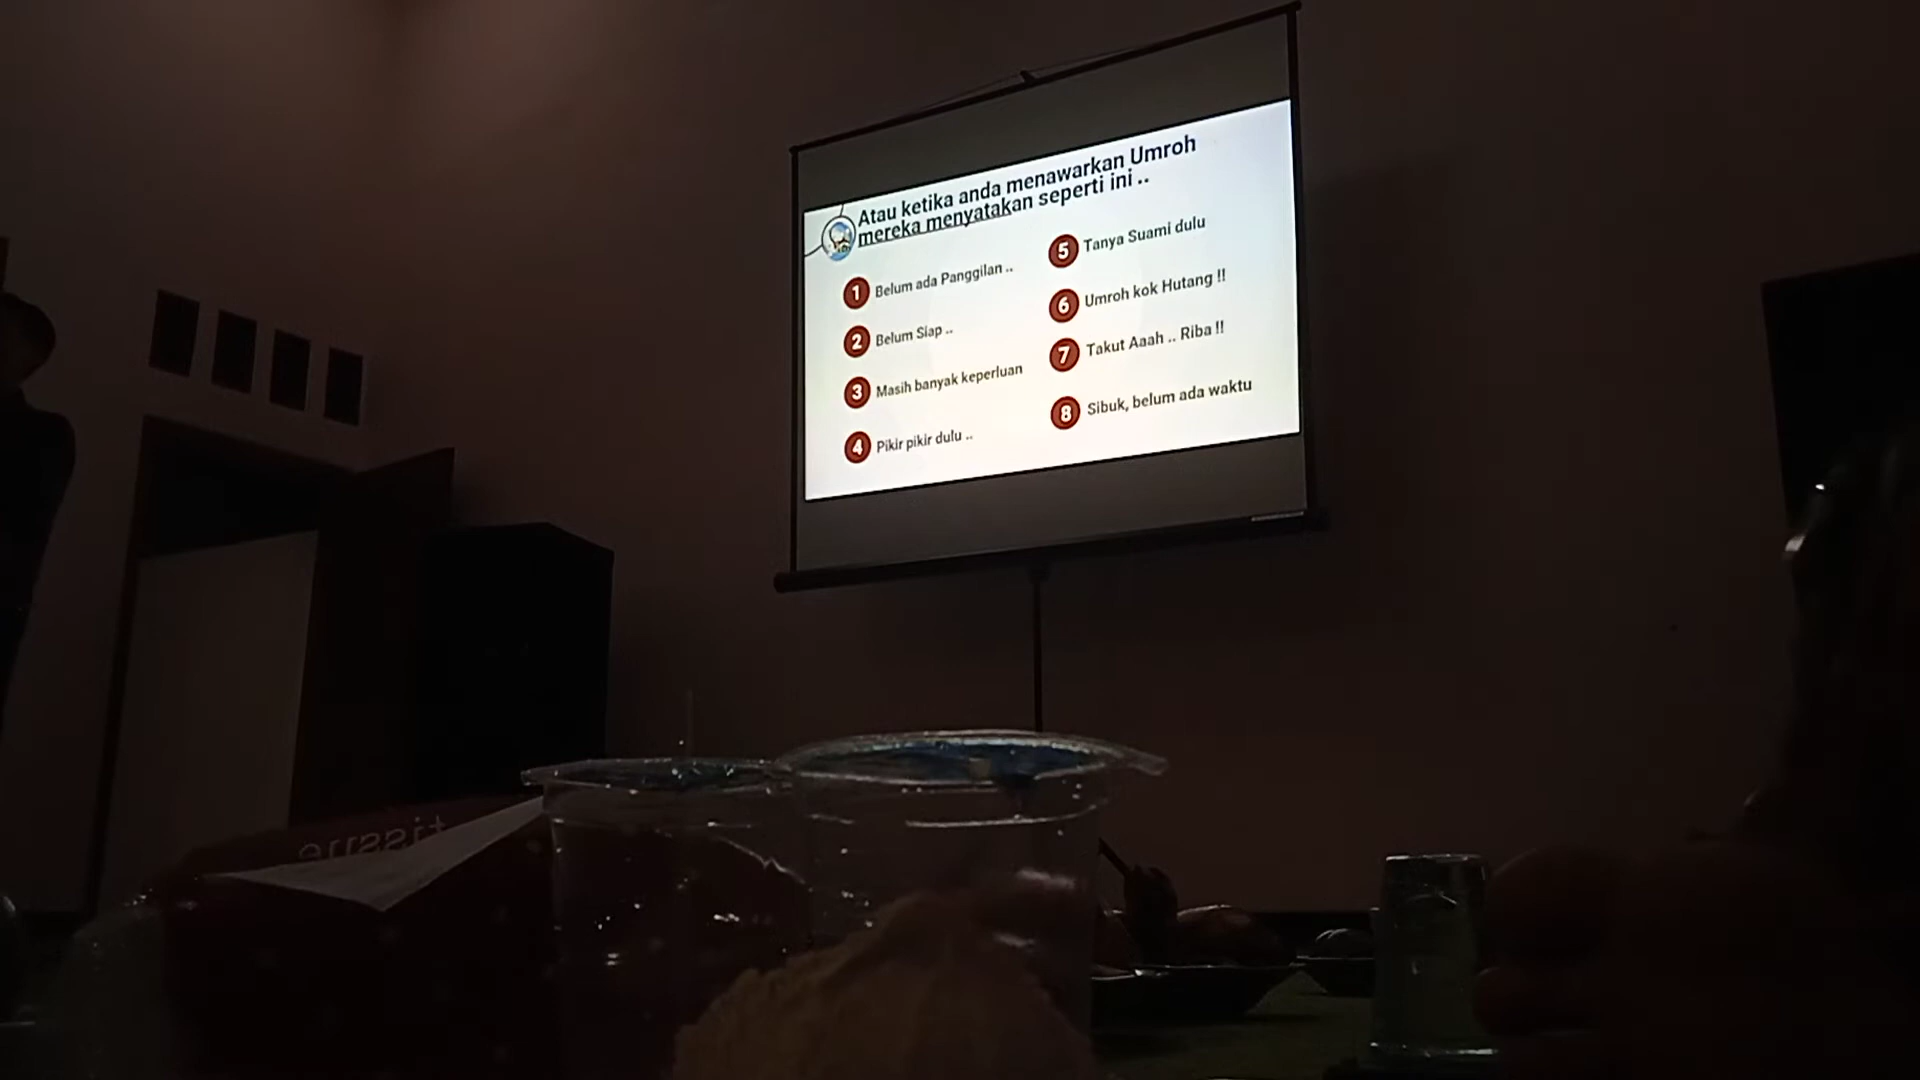 Atau ketika anda menawarkan Umroh
mereka menyatakan seperti ini ..
1 Belum ada Panggilan ..
2 Belum Siap ..
3 Masih banyak keperluan
4 Pikir pikir dulu ..
5 Tanya Suami dulu
6 Umroh kok Hutang !!
7 Takut Aaah .. Riba !!
8 Sibuk, belum ada waktu
tissue